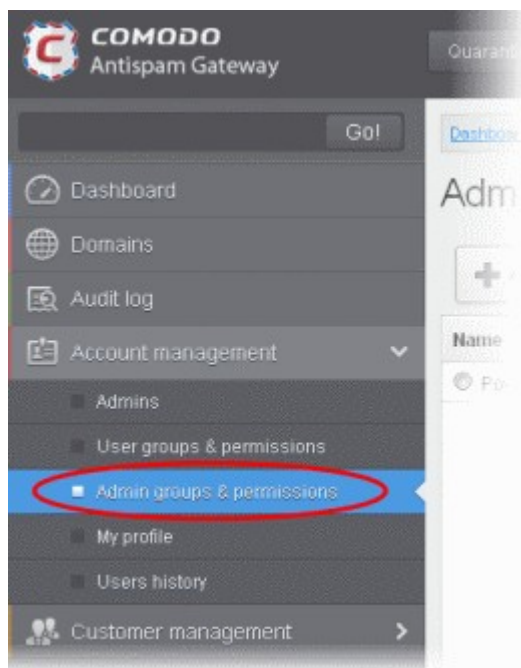 COMODO
Antispam Gateway
Go!
Dashboard
Domains
Audit log
Account management
Admins
User groups & permissions
Admin groups & permissions
My profile
Users history
Customer management
Name